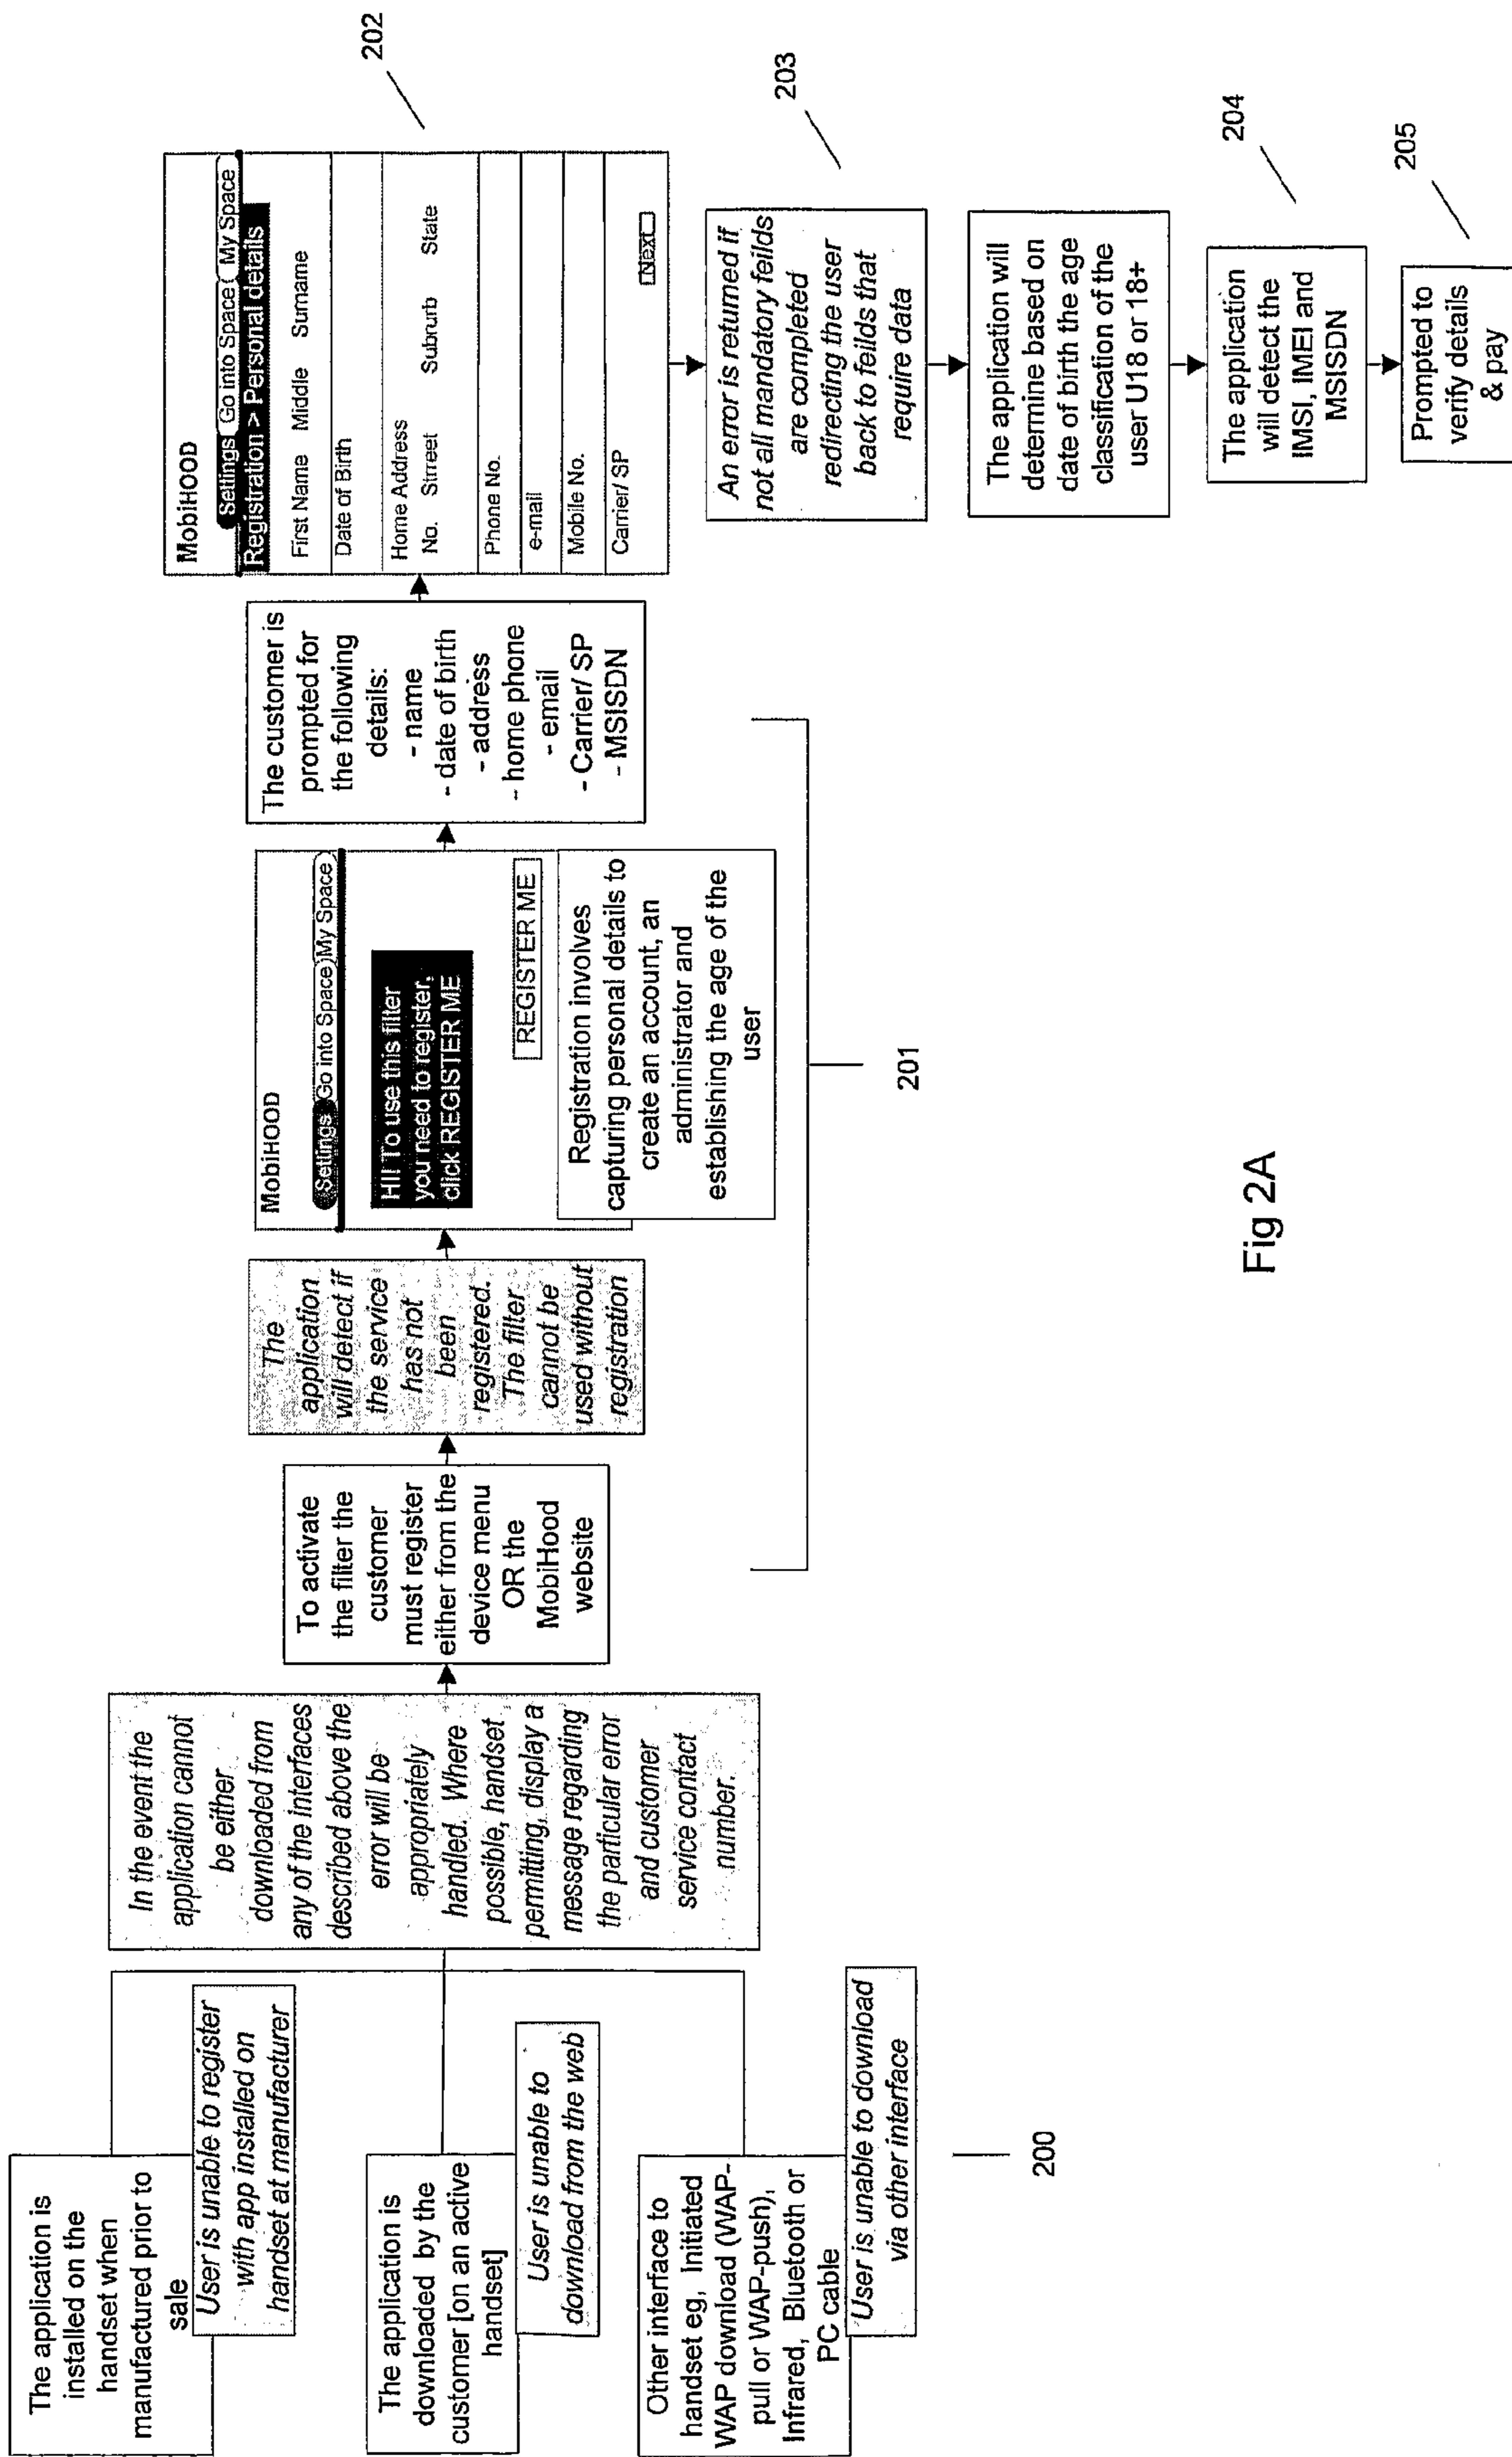 The application is
installed on the
handset when
manufactured prior to
sale
User is unable to register
with app installed on
handset at manufacturer
The application is
downloaded by the
customer [on an active
handset]
User is unable to
download from the web
Other interface to
handset eg, Initiated
WAP download (WAP-
pull or WAP-push),
Infrared, Bluetooth or
PC cable
User is unable to download
via other interface
200
In the event the
application cannot
be either
downloaded from
any of the interfaces
described above the
error will be
appropriately
handled. Where
possible, handset
permitting, display a
message regarding
the particular error
and customer
service contact
number.
To activate
the filter the
customer
must register
either from the
device menu
OR the
MobiHood
website
The
application
will detect if
the service
has not
been
registered.
The filter
cannot be
used without
registration
MobiHOOD
Settings Go into Space My Space
HI! To use this filter
you need to register,
click REGISTER ME
REGISTER ME
Registration involves
capturing personal details to
create an account, an
administrator and
establishing the age of the
user
201
The customer is
prompted for
the following
details:
- name
- date of birth
- address
- home phone
- email
- Carrier/ SP
- MSISDN
MobiHOOD
Settings Go into Space My Space
Registration > Personal details
First Name Middle Surname
Date of Birth
Home Address
No. Strreet Subrurb State
Phone No.
e-mail
Mobile No.
Carrier/ SP
Next
202
An error is returned if
not all mandatory feilds
are completed
redirecting the user
back to feilds that
require data
203
The application will
determine based on
date of birth the age
classification of the
user U18 or 18+
The application
will detect the
IMSI, IMEI and
MSISDN
204
Prompted to
verify details
& pay
205
Fig 2A